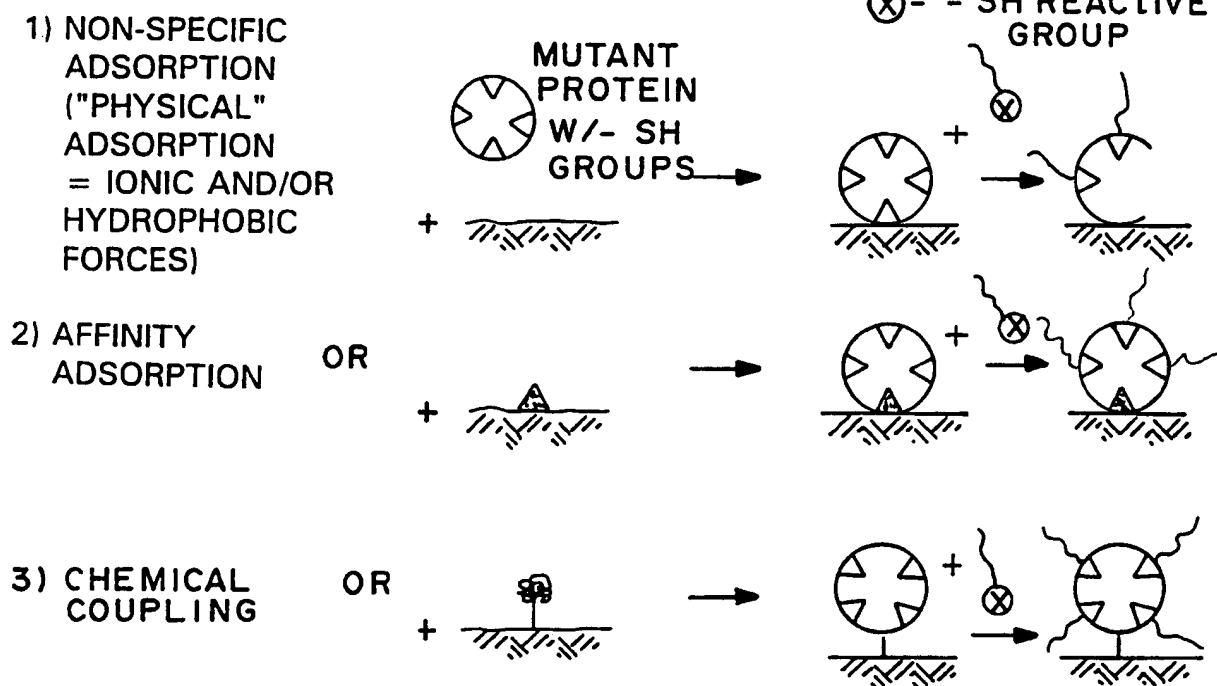 1) NON-SPECIFIC
ADSORPTION
("PHYSICAL"
ADSORPTION
= IONIC AND/OR
HYDROPHOBIC
FORCES)
MUTANT
PROTEIN
W/- SH
GROUPS
+
+
X - - SH REACTIVE
GROUP
X
2) AFFINITY
ADSORPTION
OR
+
+
X
3) CHEMICAL
COUPLING
OR
+
+
X